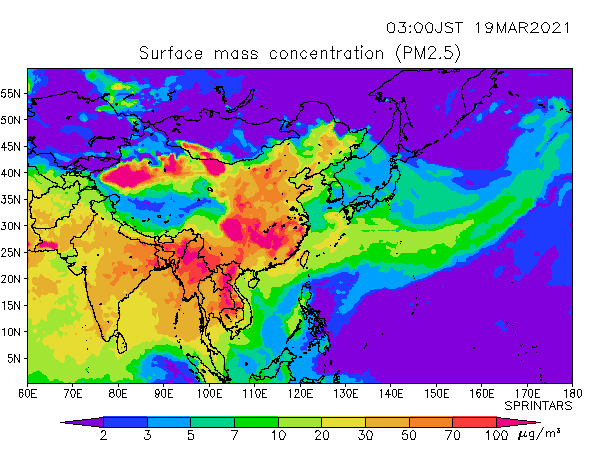 03:00JST 19MAR2021
Surface mass concentration (PM2.5)
55N
50N
45N
40N
35N
30N
25N
20N
15N
10N
5N
60E 70E 80E 90E 100E 110E 120E 130E 140E 150E 160E 170E 180
SPRINTARS
2 3 5 7 10 20 30 50 70 100 μg/m³